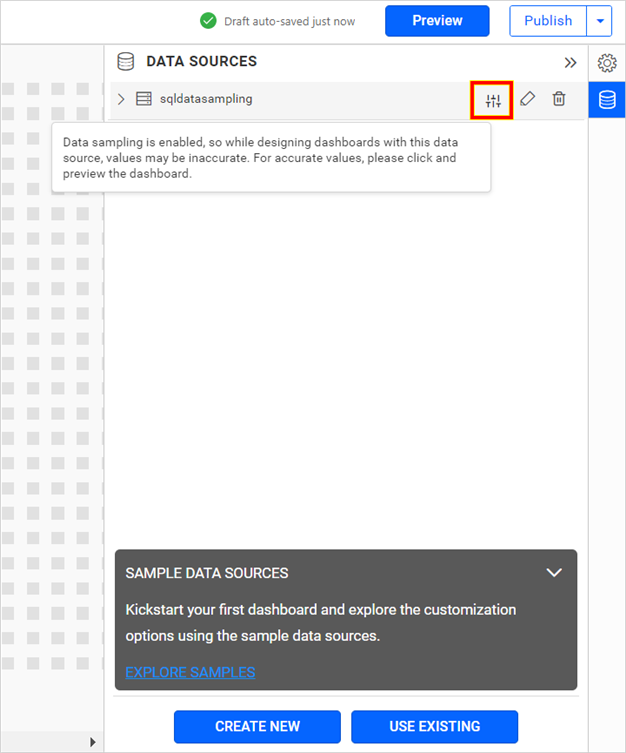 Draft auto-saved just now
Preview
Publish
DATA SOURCES
sqldatasampling
Data sampling is enabled, so while designing dashboards with this data
source, values may be inaccurate. For accurate values, please click and
preview the dashboard.
SAMPLE DATA SOURCES
Kickstart your first dashboard and explore the customization
options using the sample data sources.
EXPLORE SAMPLES
CREATE NEW
USE EXISTING